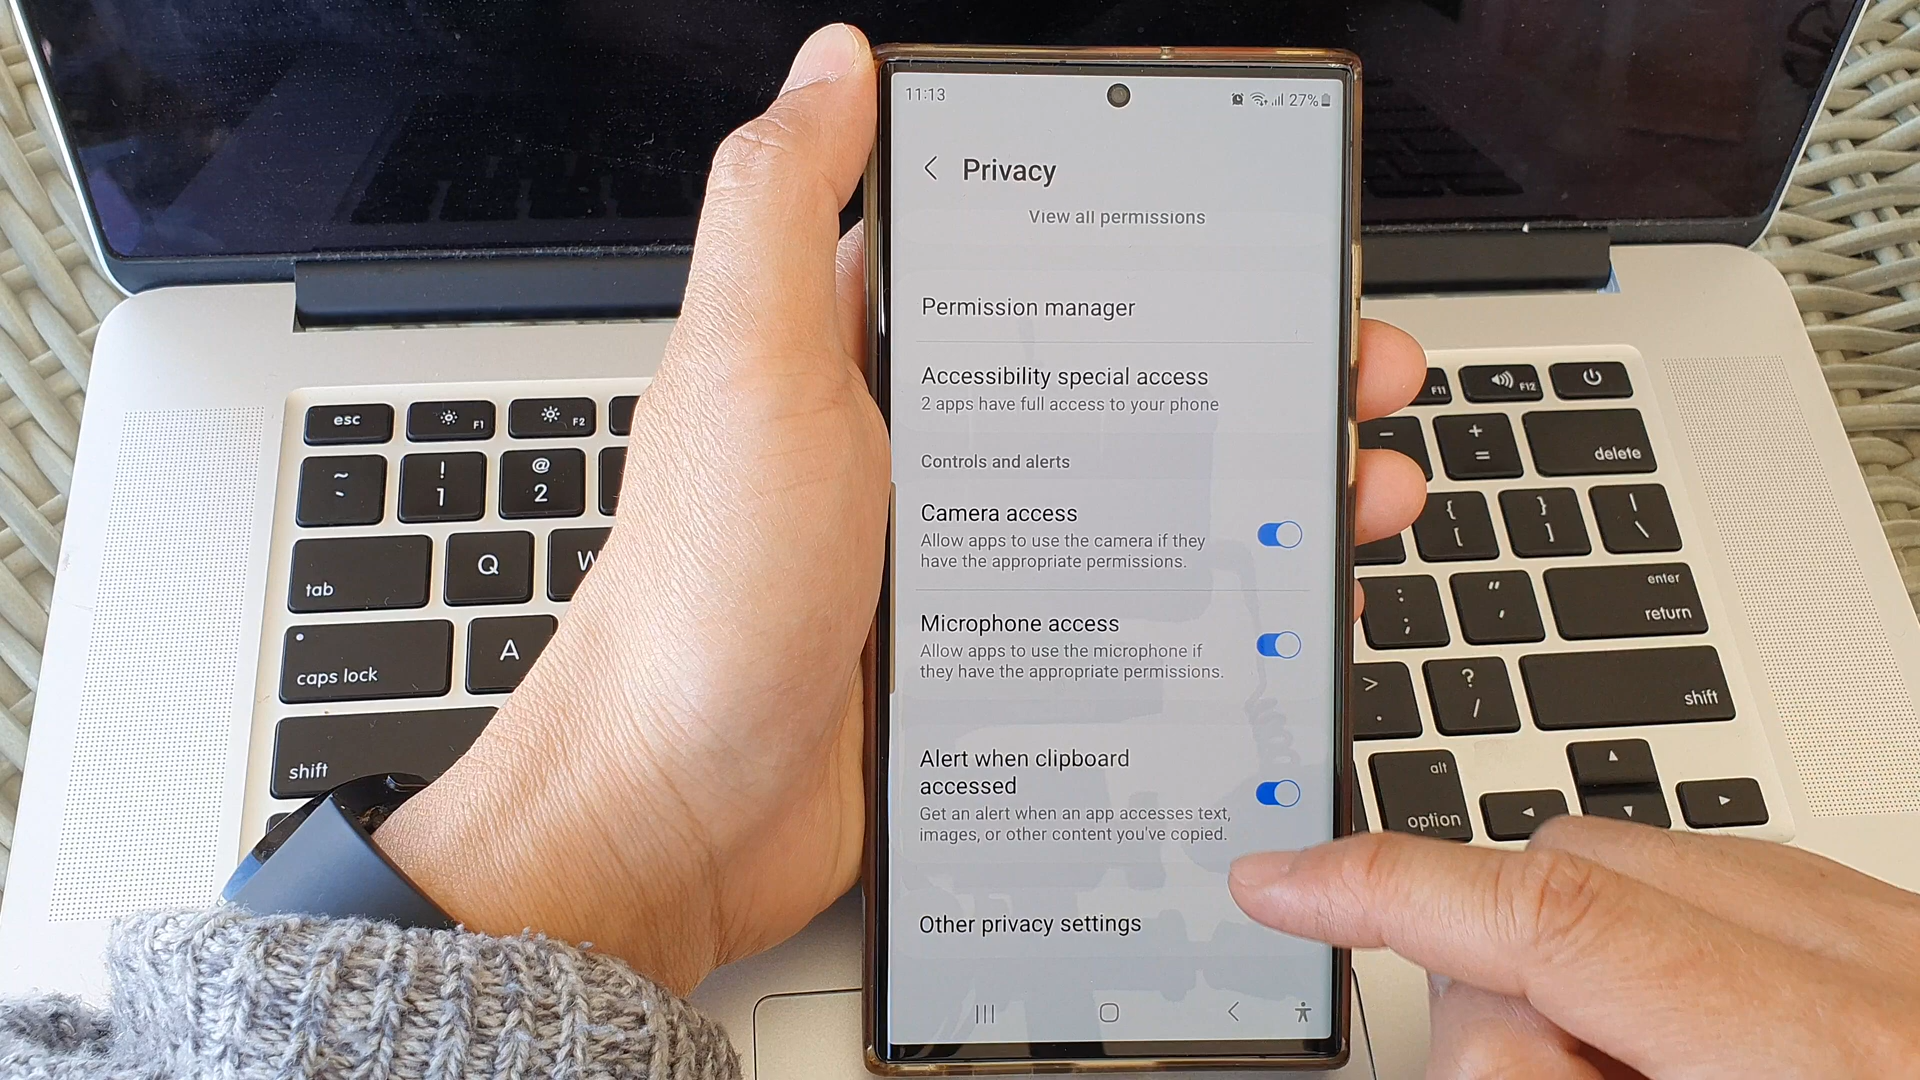 11:13
27%
Privacy
View all permissions
Permission manager
Accessibility special access
2 apps have full access to your phone
Controls and alerts
Camera access
Allow apps to use the camera if they
have the appropriate permissions.
Microphone access
Allow apps to use the microphone if
they have the appropriate permissions.
Alert when clipboard
accessed
Get an alert when an app accesses text,
images, or other content you've copied.
Other privacy settings
esc
F1
F2
~
`
!
1
@
2
tab
Q
W
caps lock
A
shift
F11
F12
-
+
=
delete
{
[
}
]
|
\
:
;
"
'
enter
return
>
.
?
/
shift
alt
option